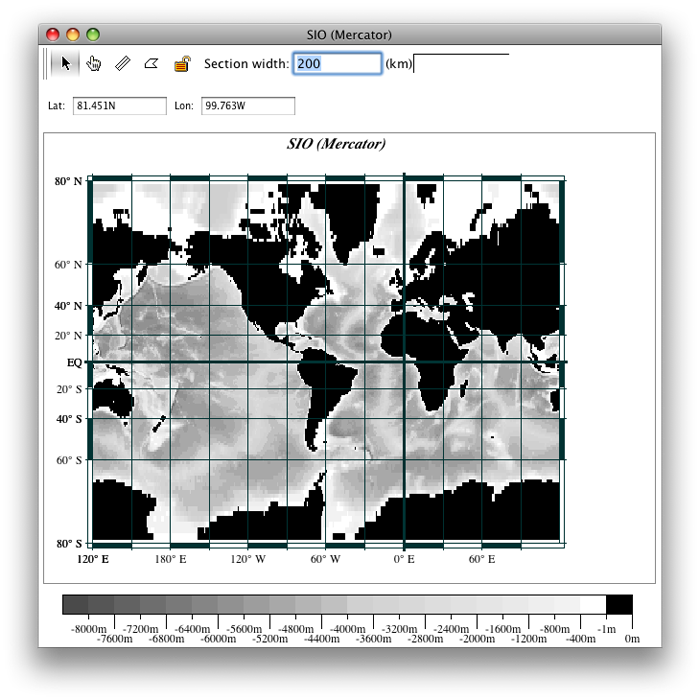 SIO (Mercator)
Section width: 200 (km)
Lat: 81.451N Lon: 99.763W
SIO (Mercator)
80° N
60° N
40° N
20° N
EQ
20° S
40° S
60° S
80° S
120° E 180° E 120° W 60° W 0° E 60° E
-8000m -7200m -6400m -5600m -4800m -4000m -3200m -2400m -1600m -800m -1m
-7600m -6800m -6000m -5200m -4400m -3600m -2800m -2000m -1200m -400m 0m